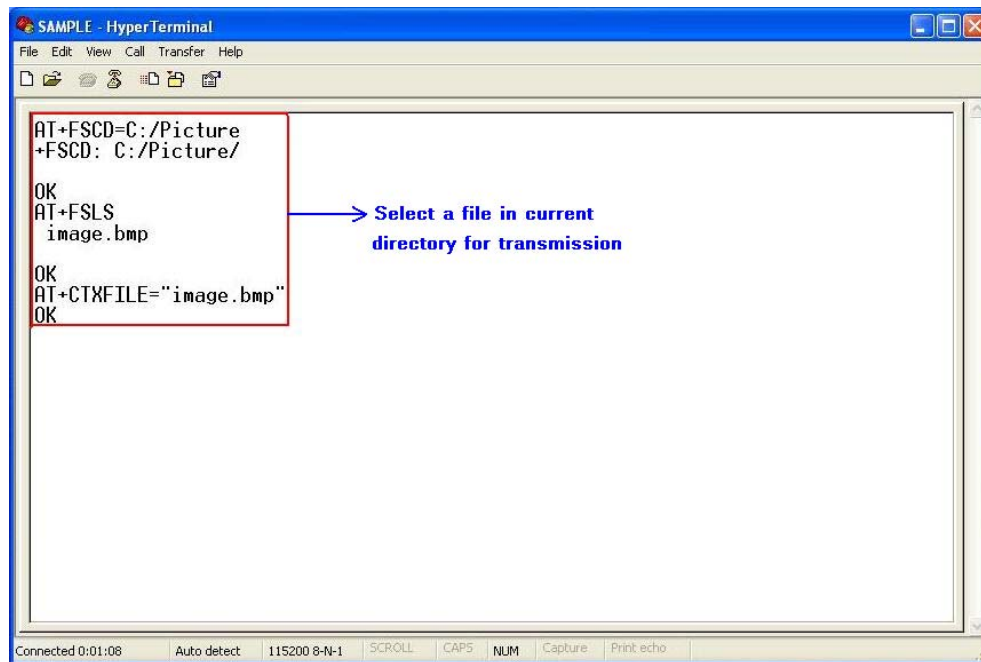 SAMPLE - HyperTerminal
File Edit View Call Transfer Help
AT+FSCD=C:/Picture
+FSCD: C:/Picture/
OK
AT+FSLS
image.bmp
OK
AT+CTXFILE="image.bmp"
OK
Select a file in current
directory for transmission
Connected 0:01:08 Auto detect 115200 8-N-1 SCROLL CAPS NUM Capture Print echo